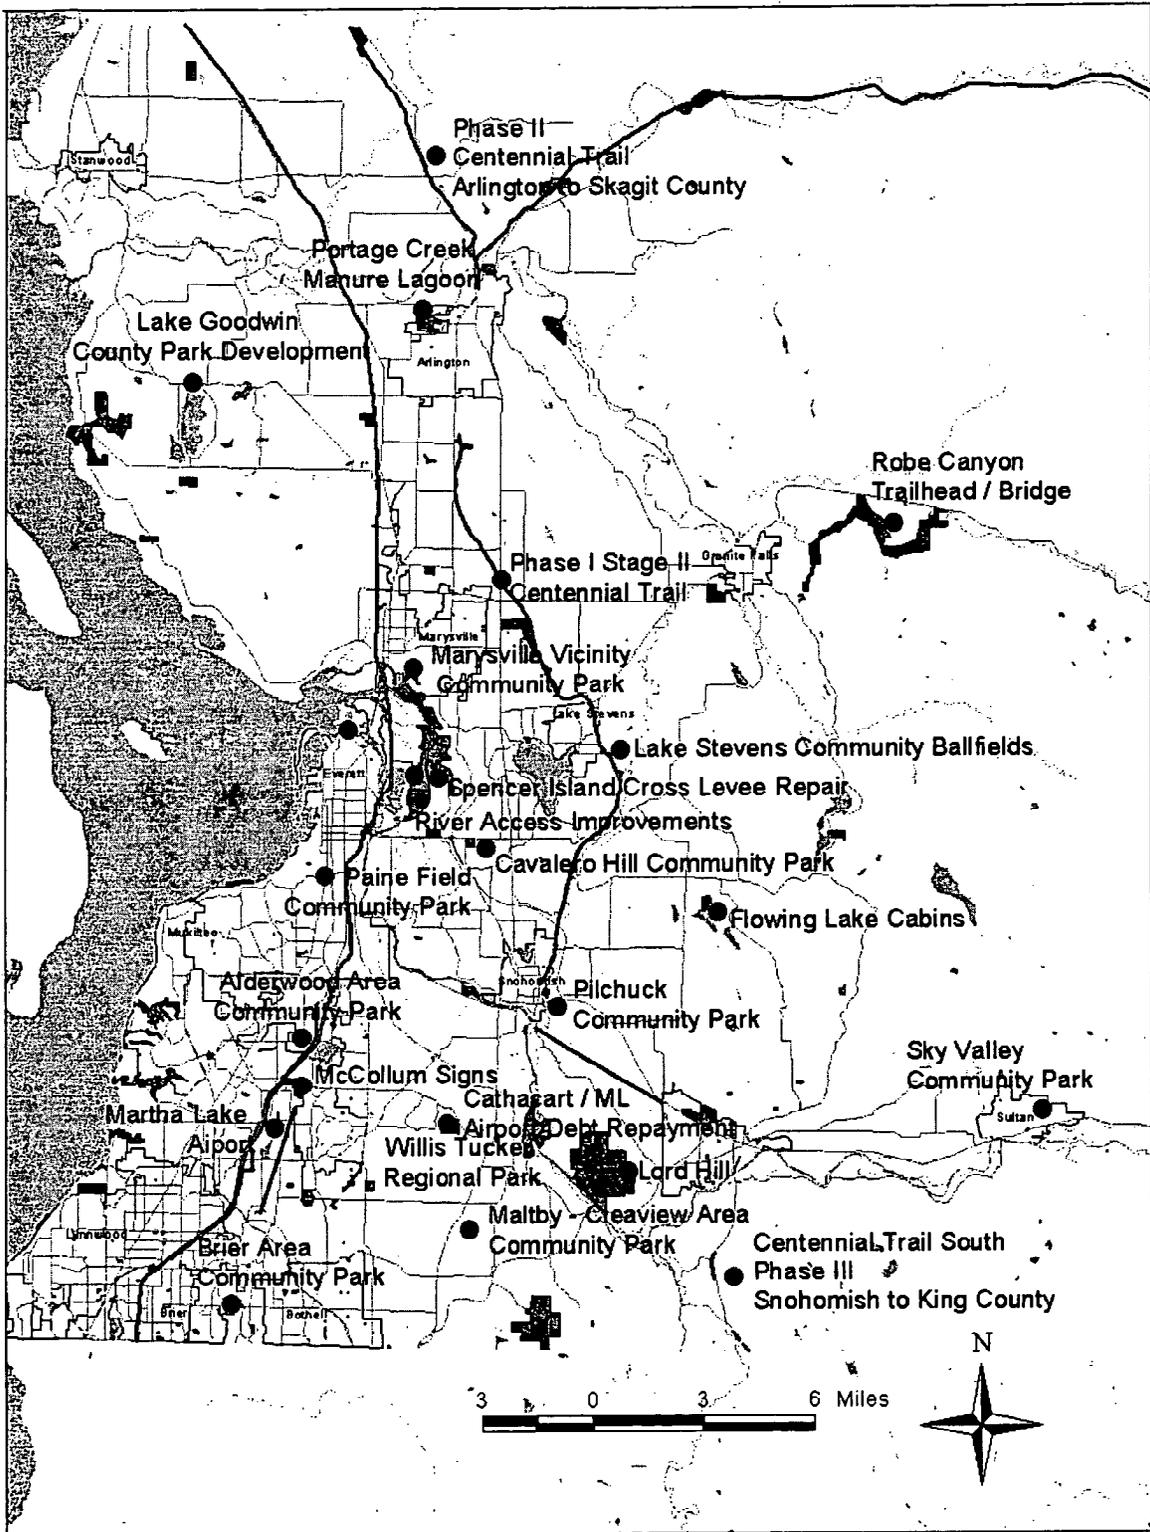 Phase II
Centennial Trail
Arlington to Skagit County
Stanwood
Portage Creek
Manure Lagoon
Lake Goodwin
County Park Development
Arlington
Robe Canyon
Trailhead / Bridge
Granite Falls
Phase I Stage II
Centennial Trail
Marysville
Marysville Vicinity
Community Park
Lake Stevens
Lake Stevens Community Ballfields
Everett
Spencer Island Cross Levee Repair
River Access Improvements
Cavalero Hill Community Park
Paine Field
Community Park
Flowing Lake Cabins
Mukilteo
Snohomish
Alderwood Area
Community Park
Pilchuck
Community Park
Sky Valley
Community Park
Sultan
McCollum Signs
Cathacart / ML
Airport Debt Repayment
Martha Lake
Aiport
Willis Tucker
Regional Park
Lord Hill
Maltby - Creaview Area
Community Park
Lynnwood
Brier Area
Community Park
Brier
Bothell
Centennial Trail South
Phase III
Snohomish to King County
N
3 0 3 6 Miles